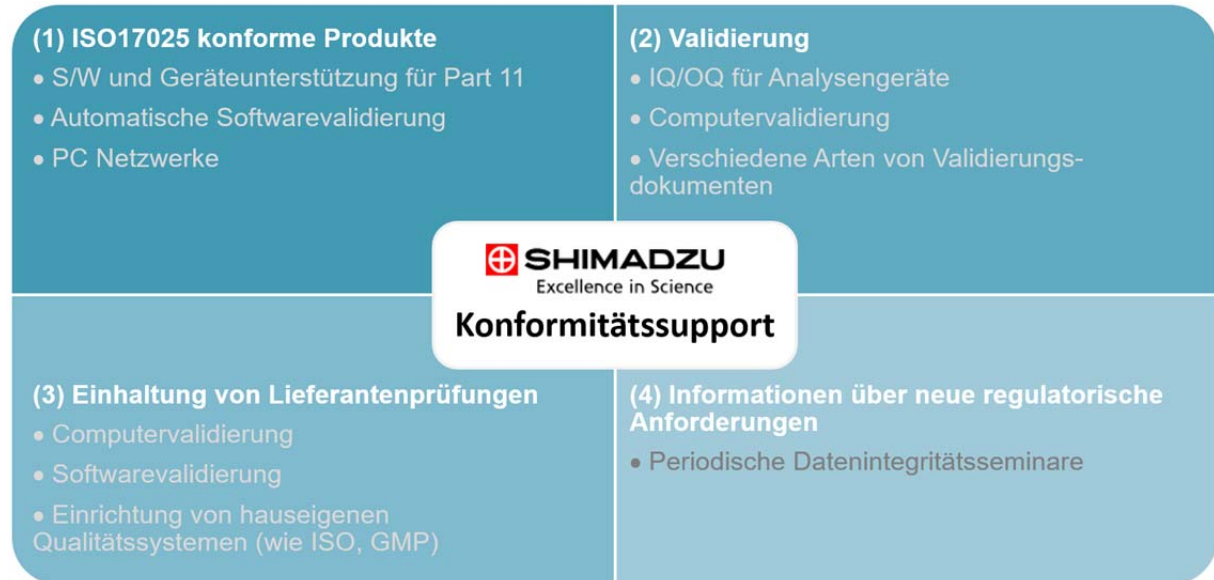 (1) ISO17025 konforme Produkte
• S/W und Geräteunterstützung für Part 11
• Automatische Softwarevalidierung
• PC Netzwerke
(2) Validierung
• IQ/OQ für Analysengeräte
• Computervalidierung
• Verschiedene Arten von Validierungs-
dokumenten
SHIMADZU
Excellence in Science
Konformitätssupport
(3) Einhaltung von Lieferantenprüfungen
• Computervalidierung
• Softwarevalidierung
• Einrichtung von hauseigenen
Qualitätssystemen (wie ISO, GMP)
(4) Informationen über neue regulatorische
Anforderungen
• Periodische Datenintegritätsseminare